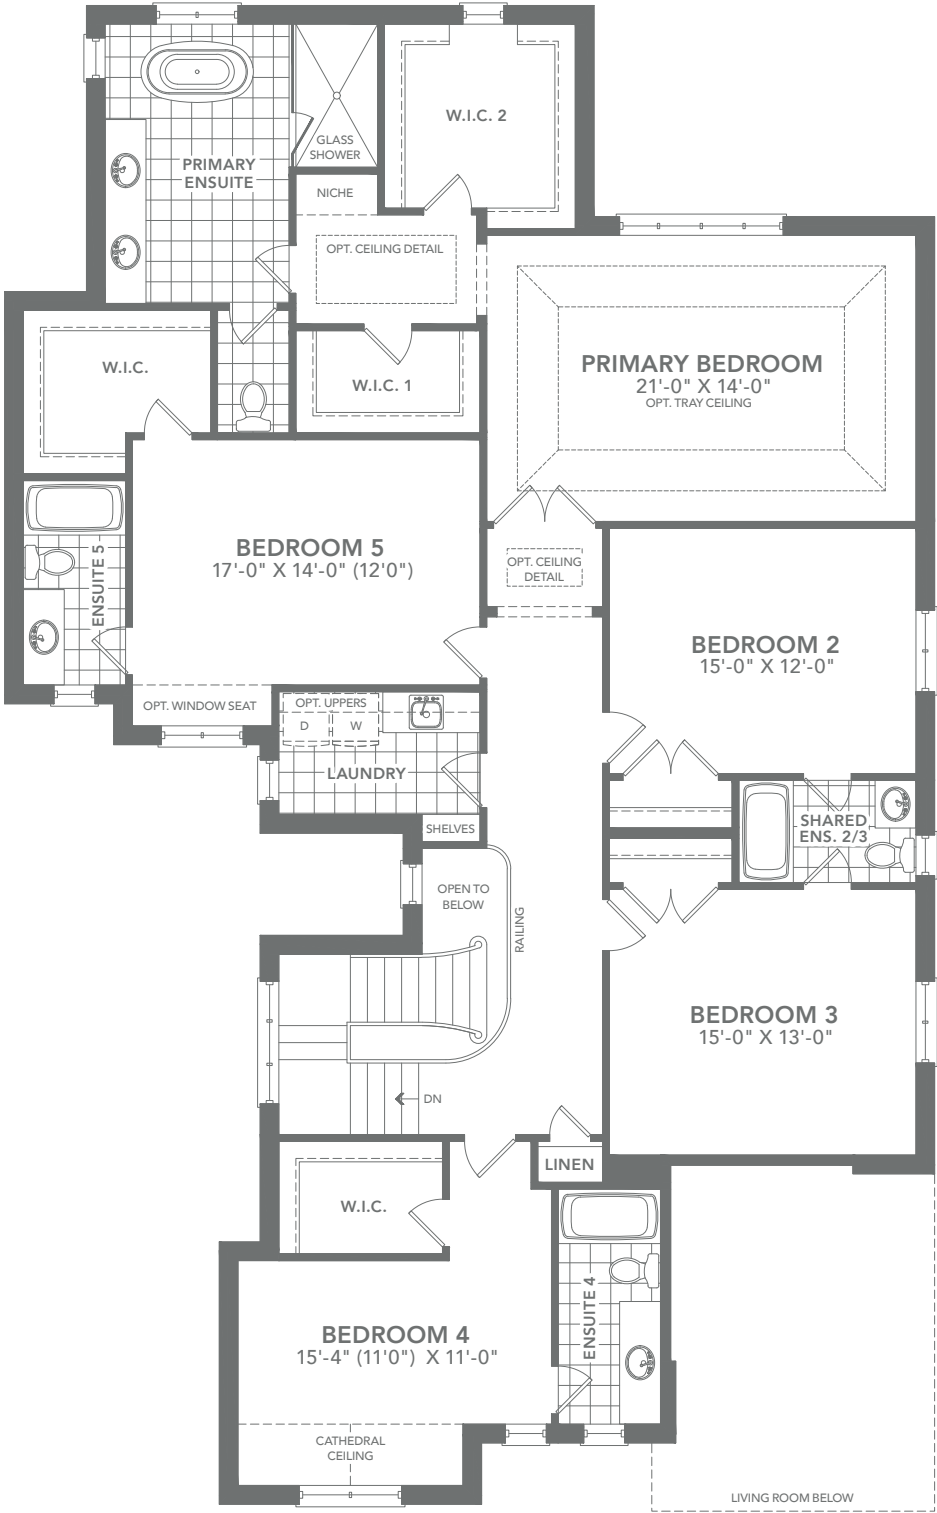 W.I.C. 2
GLASS
SHOWER
PRIMARY
ENSUITE
NICHE
OPT. CEILING DETAIL
W.I.C.
W.I.C. 1
PRIMARY BEDROOM
21'-0" X 14'-0"
OPT. TRAY CEILING
BEDROOM 5
17'-0" X 14'-0" (12'0")
ENSUITE 5
OPT. CEILING
DETAIL
BEDROOM 2
15'-0" X 12'-0"
OPT. WINDOW SEAT
OPT. UPPERS
D
W
LAUNDRY
SHELVES
SHARED
ENS. 2/3
OPEN TO
BELOW
RAILING
BEDROOM 3
15'-0" X 13'-0"
DN
LINEN
W.I.C.
ENSUITE 4
BEDROOM 4
15'-4" (11'0") X 11'-0"
CATHEDRAL
CEILING
LIVING ROOM BELOW